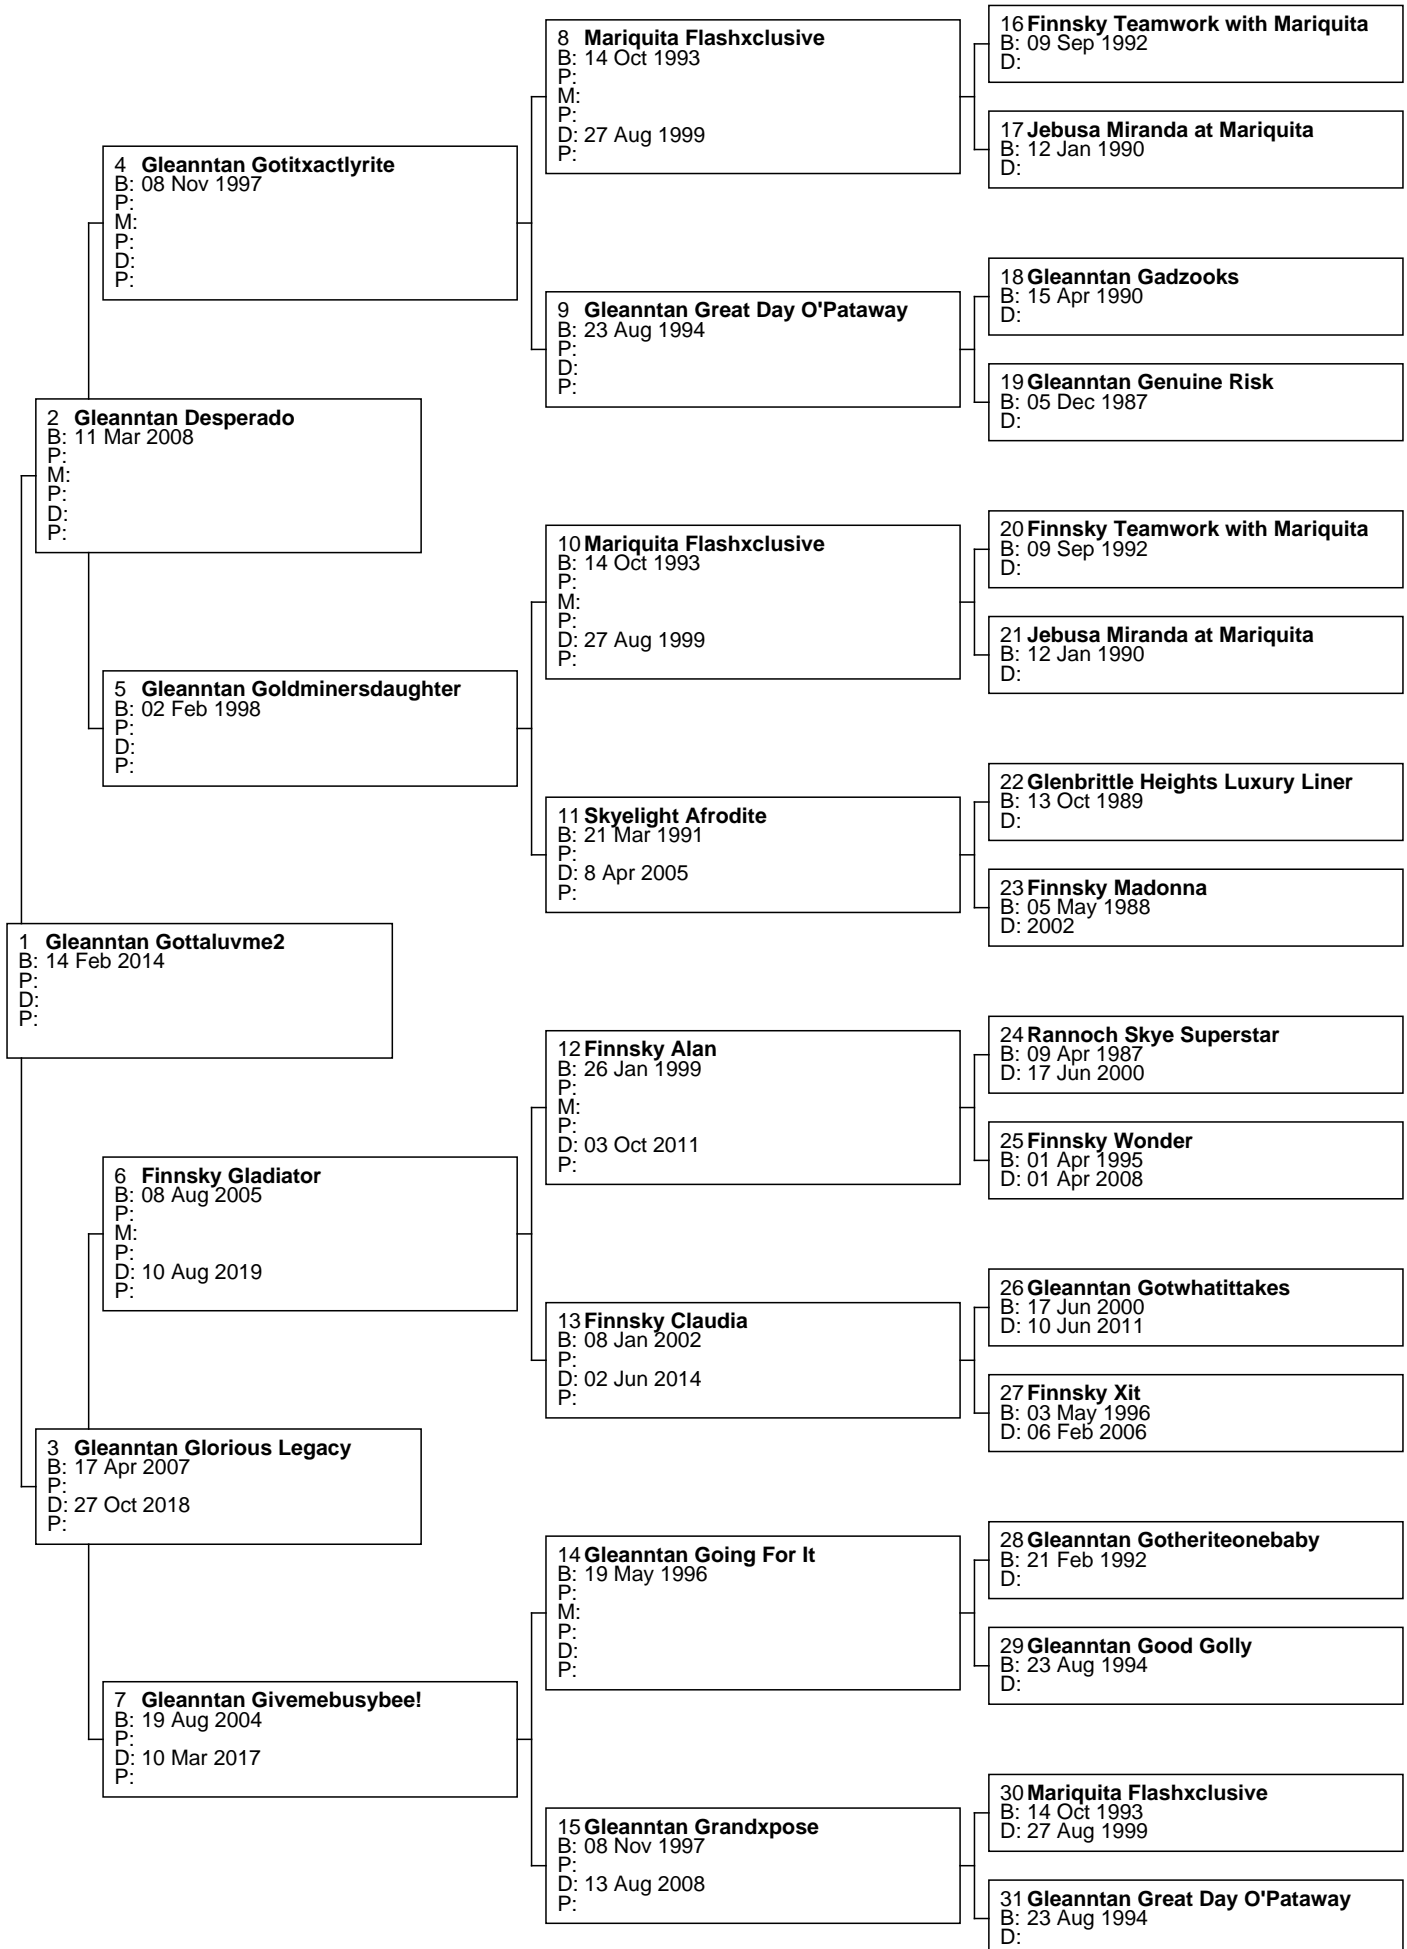 8 Mariquita Flashxclusive
B: 14 Oct 1993
P:
M:
P:
D: 27 Aug 1999
P:
16 Finnsky Teamwork with Mariquita
B: 09 Sep 1992
D:
17 Jebusa Miranda at Mariquita
B: 12 Jan 1990
D:
4 Gleanntan Gotitxactlyrite
B: 08 Nov 1997
P:
M:
P:
D:
P:
9 Gleanntan Great Day O'Pataway
B: 23 Aug 1994
P:
D:
P:
18 Gleanntan Gadzooks
B: 15 Apr 1990
D:
19 Gleanntan Genuine Risk
B: 05 Dec 1987
D:
2 Gleanntan Desperado
B: 11 Mar 2008
P:
M:
P:
D:
P:
10 Mariquita Flashxclusive
B: 14 Oct 1993
P:
M:
P:
D: 27 Aug 1999
P:
20 Finnsky Teamwork with Mariquita
B: 09 Sep 1992
D:
21 Jebusa Miranda at Mariquita
B: 12 Jan 1990
D:
5 Gleanntan Goldminersdaughter
B: 02 Feb 1998
P:
D:
P:
11 Skyelight Afrodite
B: 21 Mar 1991
P:
D: 8 Apr 2005
P:
22 Glenbrittle Heights Luxury Liner
B: 13 Oct 1989
D:
23 Finnsky Madonna
B: 05 May 1988
D: 2002
1 Gleanntan Gottaluvme2
B: 14 Feb 2014
P:
D:
P:
12 Finnsky Alan
B: 26 Jan 1999
P:
M:
P:
D: 03 Oct 2011
P:
24 Rannoch Skye Superstar
B: 09 Apr 1987
D: 17 Jun 2000
25 Finnsky Wonder
B: 01 Apr 1995
D: 01 Apr 2008
6 Finnsky Gladiator
B: 08 Aug 2005
P:
M:
P:
D: 10 Aug 2019
P:
13 Finnsky Claudia
B: 08 Jan 2002
P:
D: 02 Jun 2014
P:
26 Gleanntan Gotwhatittakes
B: 17 Jun 2000
D: 10 Jun 2011
27 Finnsky Xit
B: 03 May 1996
D: 06 Feb 2006
3 Gleanntan Glorious Legacy
B: 17 Apr 2007
P:
D: 27 Oct 2018
P:
14 Gleanntan Going For It
B: 19 May 1996
P:
M:
P:
D:
P:
28 Gleanntan Gotheriteonebaby
B: 21 Feb 1992
D:
29 Gleanntan Good Golly
B: 23 Aug 1994
D:
7 Gleanntan Givemebusybee!
B: 19 Aug 2004
P:
D: 10 Mar 2017
P:
15 Gleanntan Grandxpose
B: 08 Nov 1997
P:
D: 13 Aug 2008
P:
30 Mariquita Flashxclusive
B: 14 Oct 1993
D: 27 Aug 1999
31 Gleanntan Great Day O'Pataway
B: 23 Aug 1994
D: